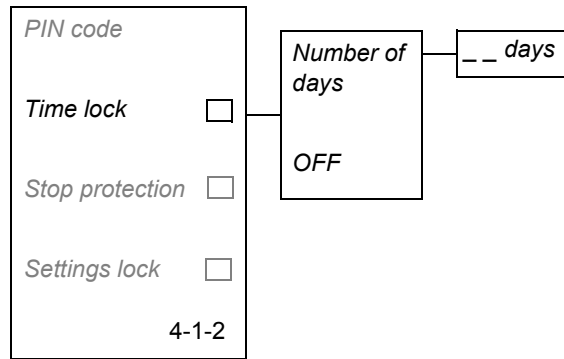 PIN code
Time lock
Stop protection
Settings lock
4-1-2
Number of
days
OFF
_ _ days